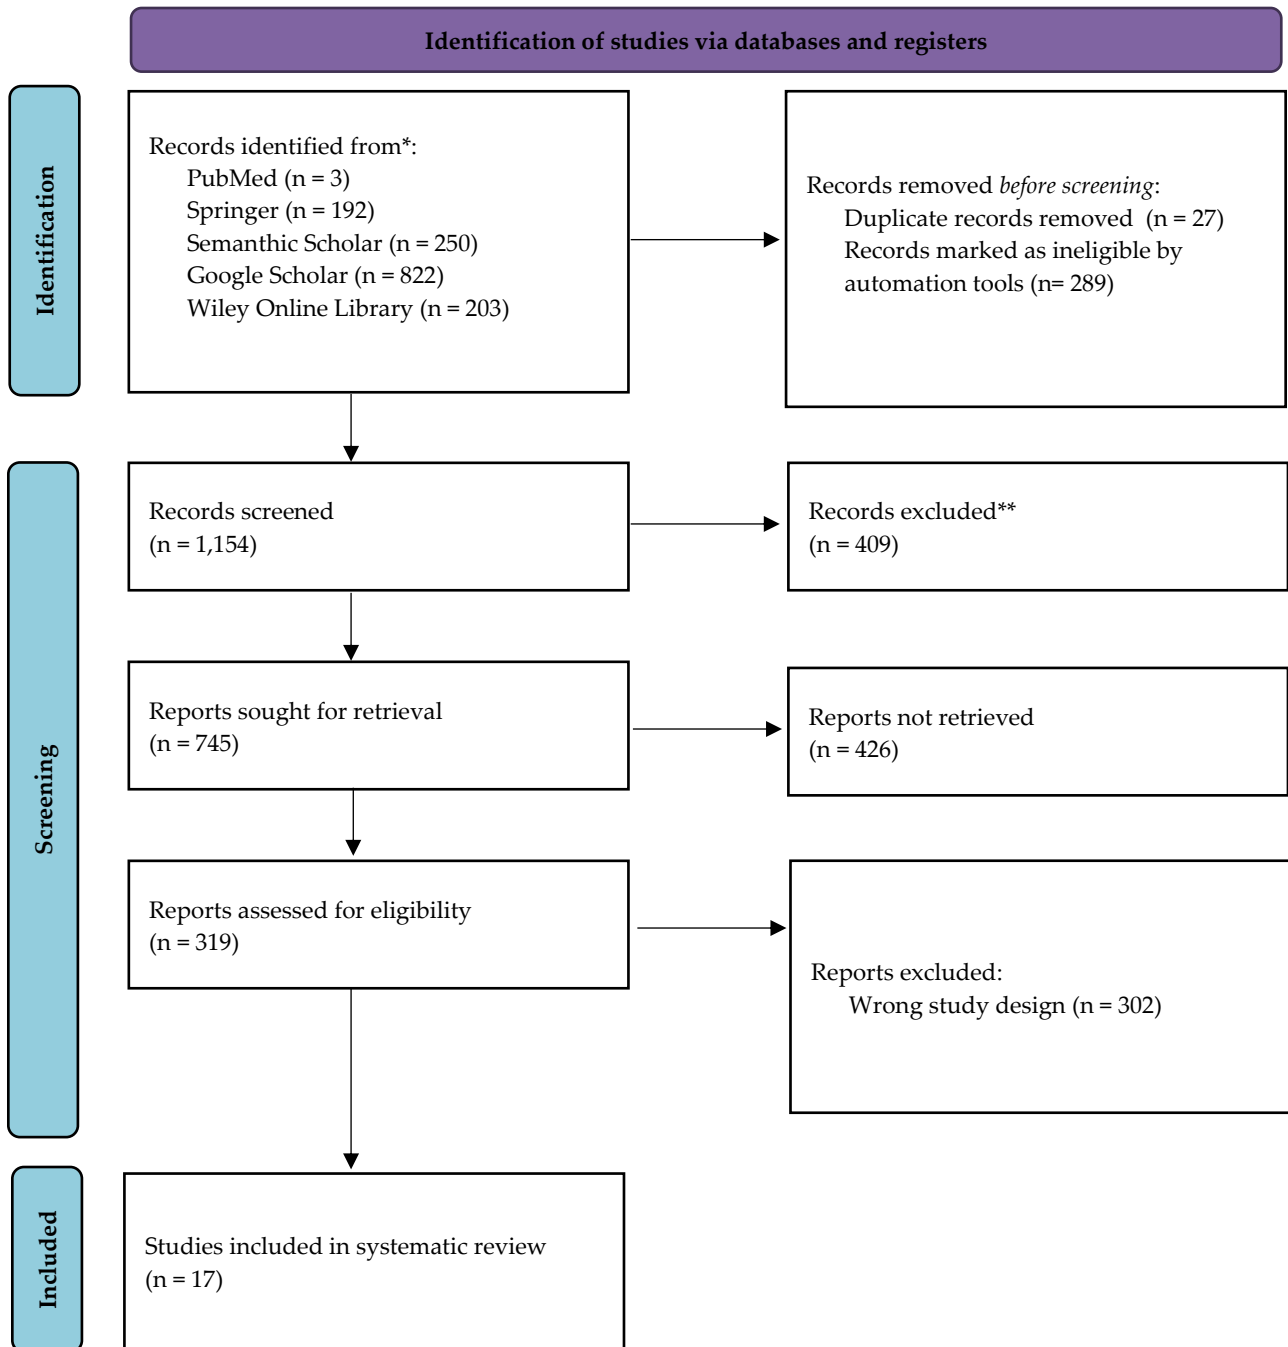 Identification of studies via databases and registers
Identification
Records identified from*:
PubMed (n = 3)
Springer (n = 192)
Semanthic Scholar (n = 250)
Google Scholar (n = 822)
Wiley Online Library (n = 203)
Records removed before screening:
Duplicate records removed (n = 27)
Records marked as ineligible by
automation tools (n= 289)
Screening
Records screened
(n = 1,154)
Records excluded**
(n = 409)
Reports sought for retrieval
(n = 745)
Reports not retrieved
(n = 426)
Reports assessed for eligibility
(n = 319)
Reports excluded:
Wrong study design (n = 302)
Included
Studies included in systematic review
(n = 17)